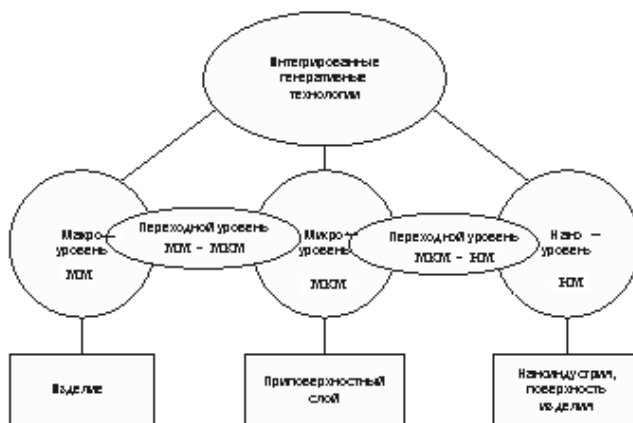 Интегрированные
генеративные
технологии
Макро—
уровень
ММ
Переходной уровень
ММ - МКМ
Микро—
уровень
МКМ
Переходной уровень
МКМ - НМ
Нано —
уровень
НМ
Изделие
Приповерхностный
слой
Наноиндустрия,
поверхность
изделия